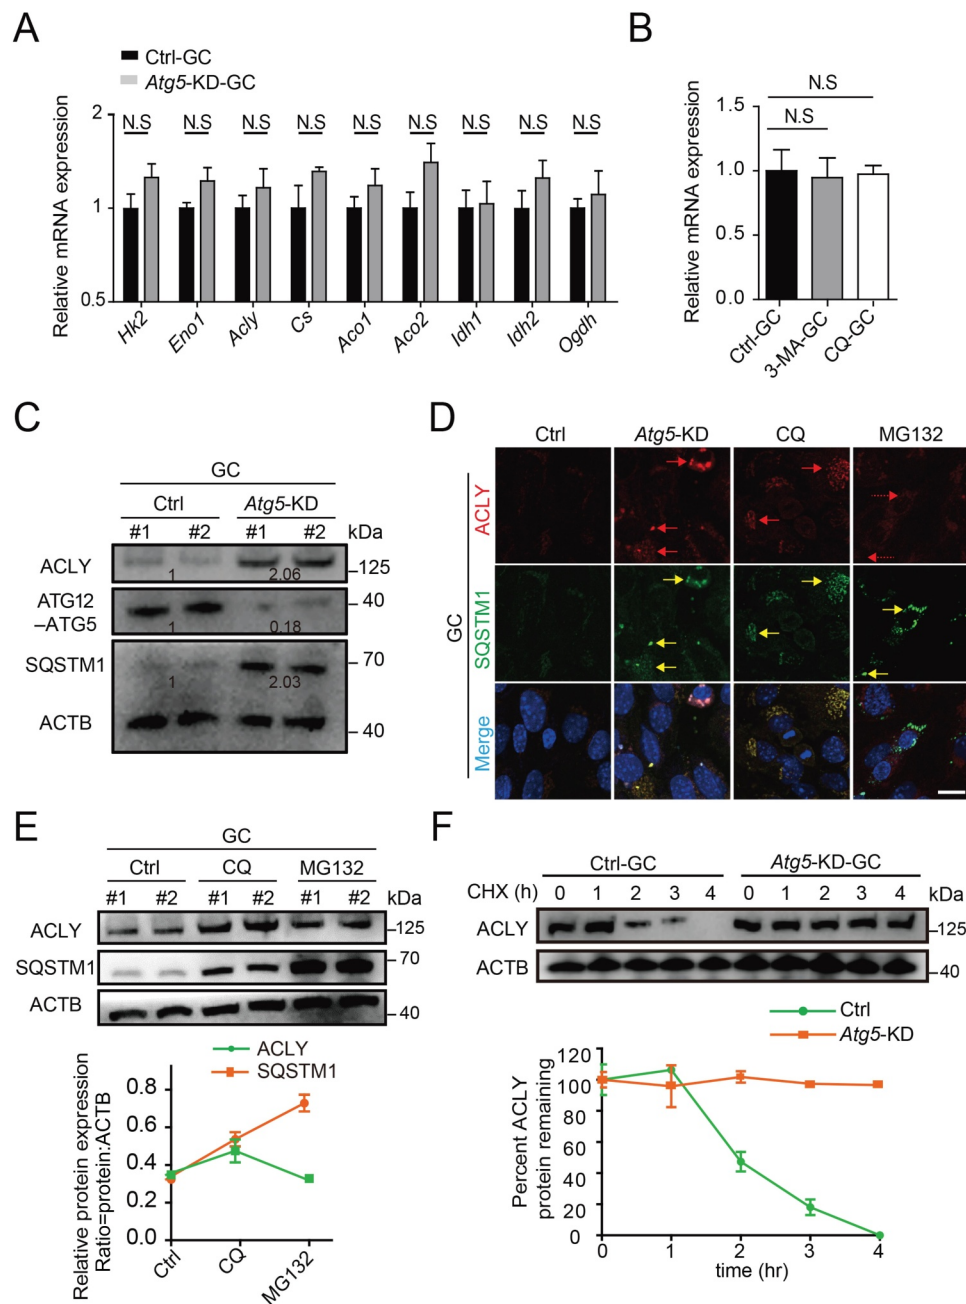 A
Ctrl-GC
Atg5-KD-GC
Relative mRNA expression
2
1
0.5
N.S N.S N.S N.S N.S N.S N.S N.S N.S
Hk2 Eno1 Acly Cs Aco1 Aco2 Idh1 Idh2 Ogdh
B
Relative mRNA expression
1.5
1.0
0.5
0.0
N.S
N.S
Ctrl-GC 3-MA-GC CQ-GC
C
GC
Ctrl Atg5-KD
#1 #2 #1 #2 kDa
ACLY 1 2.06 125
ATG12
–ATG5 1 0.18 40
SQSTM1 1 2.03 70
ACTB 40
D
Ctrl Atg5-KD CQ MG132
GC
ACLY
SQSTM1
Merge
E
GC
Ctrl CQ MG132
#1 #2 #1 #2 #1 #2 kDa
ACLY 125
SQSTM1 70
ACTB 40
ACLY
SQSTM1
Relative protein expression
Ratio=protein:ACTB
0.8
0.6
0.4
0.2
0.0
Ctrl CQ MG132
F
Ctrl-GC Atg5-KD-GC
CHX (h) 0 1 2 3 4 0 1 2 3 4 kDa
ACLY 125
ACTB 40
Ctrl
Atg5-KD
Percent ACLY
protein remaining
120
100
80
60
40
20
0
0 1 2 3 4
time (hr)